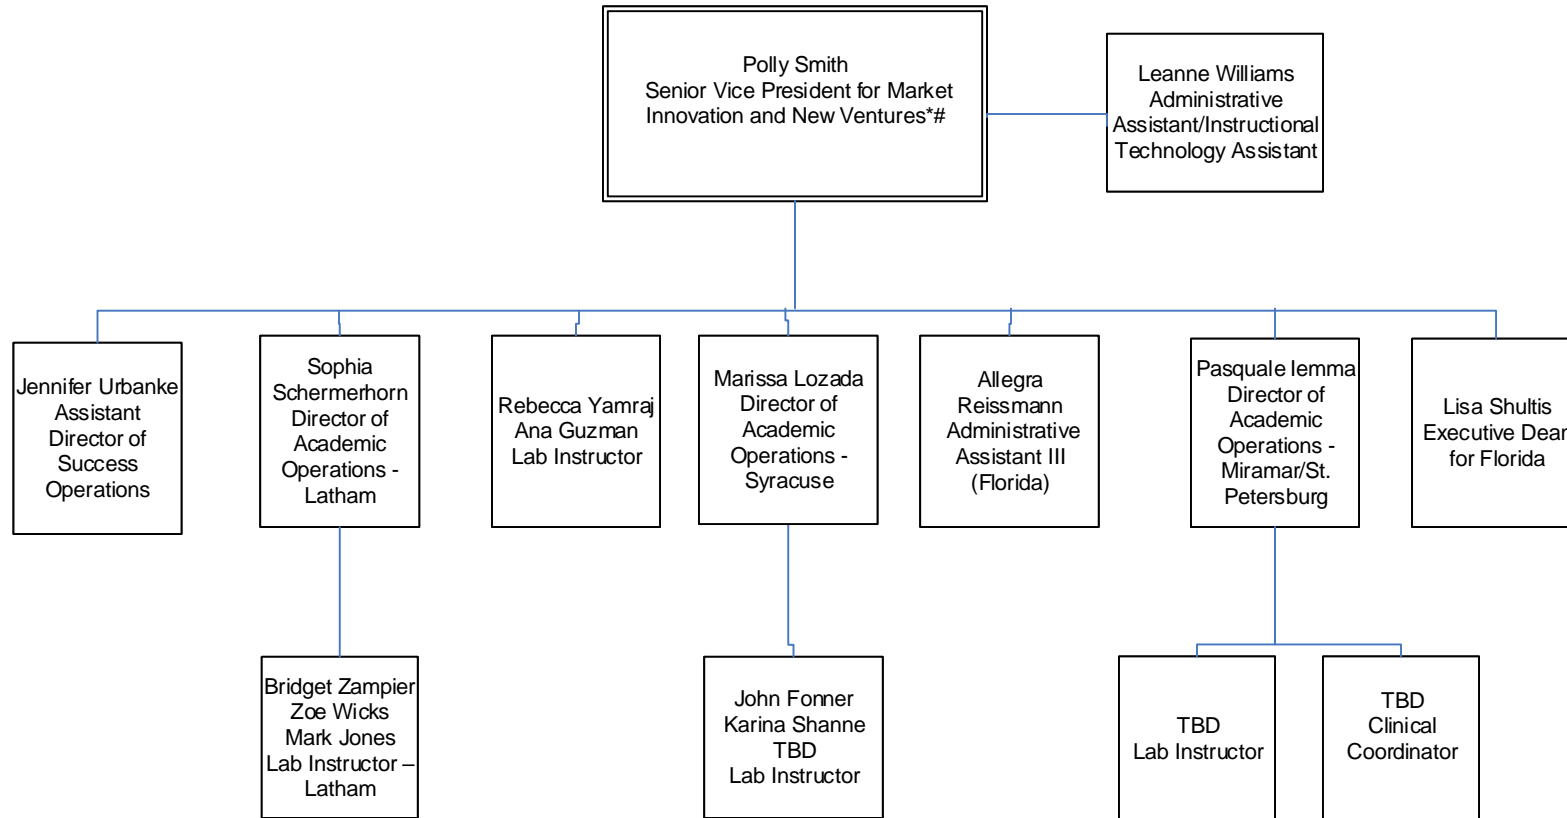 Polly Smith
Senior Vice President for Market
Innovation and New Ventures*#
Leanne Williams
Administrative
Assistant/Instructional
Technology Assistant
Jennifer Urbanke
Assistant
Director of
Success
Operations
Sophia
Schermerhorn
Director of
Academic
Operations -
Latham
Rebecca Yamraj
Ana Guzman
Lab Instructor
Marissa Lozada
Director of
Academic
Operations -
Syracuse
Allegra
Reissmann
Administrative
Assistant III
(Florida)
Pasquale Iemma
Director of
Academic
Operations -
Miramar/St.
Petersburg
Lisa Shultis
Executive Dean
for Florida
Bridget Zampier
Zoe Wicks
Mark Jones
Lab Instructor –
Latham
John Fonner
Karina Shanne
TBD
Lab Instructor
TBD
Lab Instructor
TBD
Clinical
Coordinator